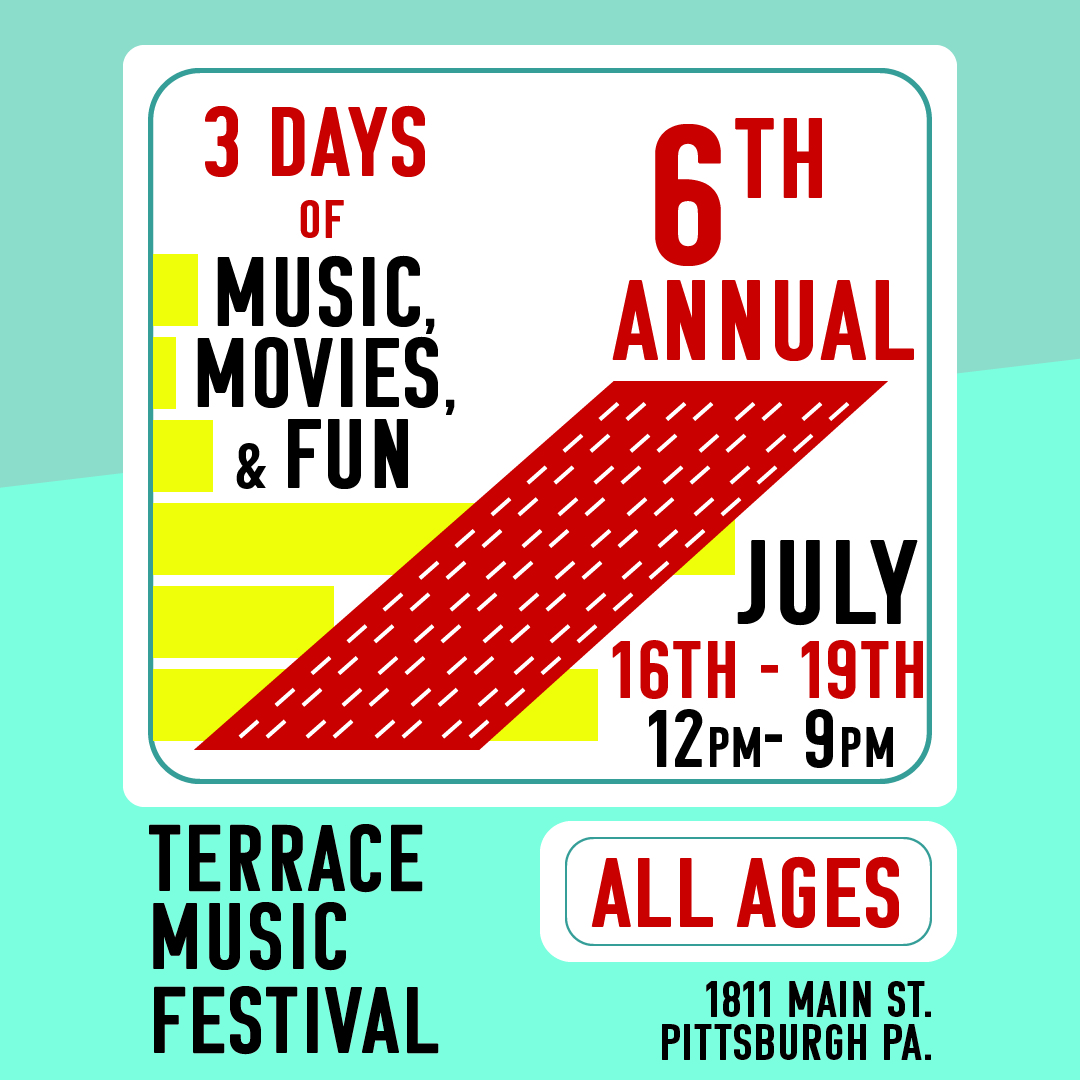 3 DAYS
OF
MUSIC,
MOVIES,
& FUN
6TH
ANNUAL
JULY
16TH - 19TH
12PM- 9PM
TERRACE
MUSIC
FESTIVAL
ALL AGES
1811 MAIN ST.
PITTSBURGH PA.